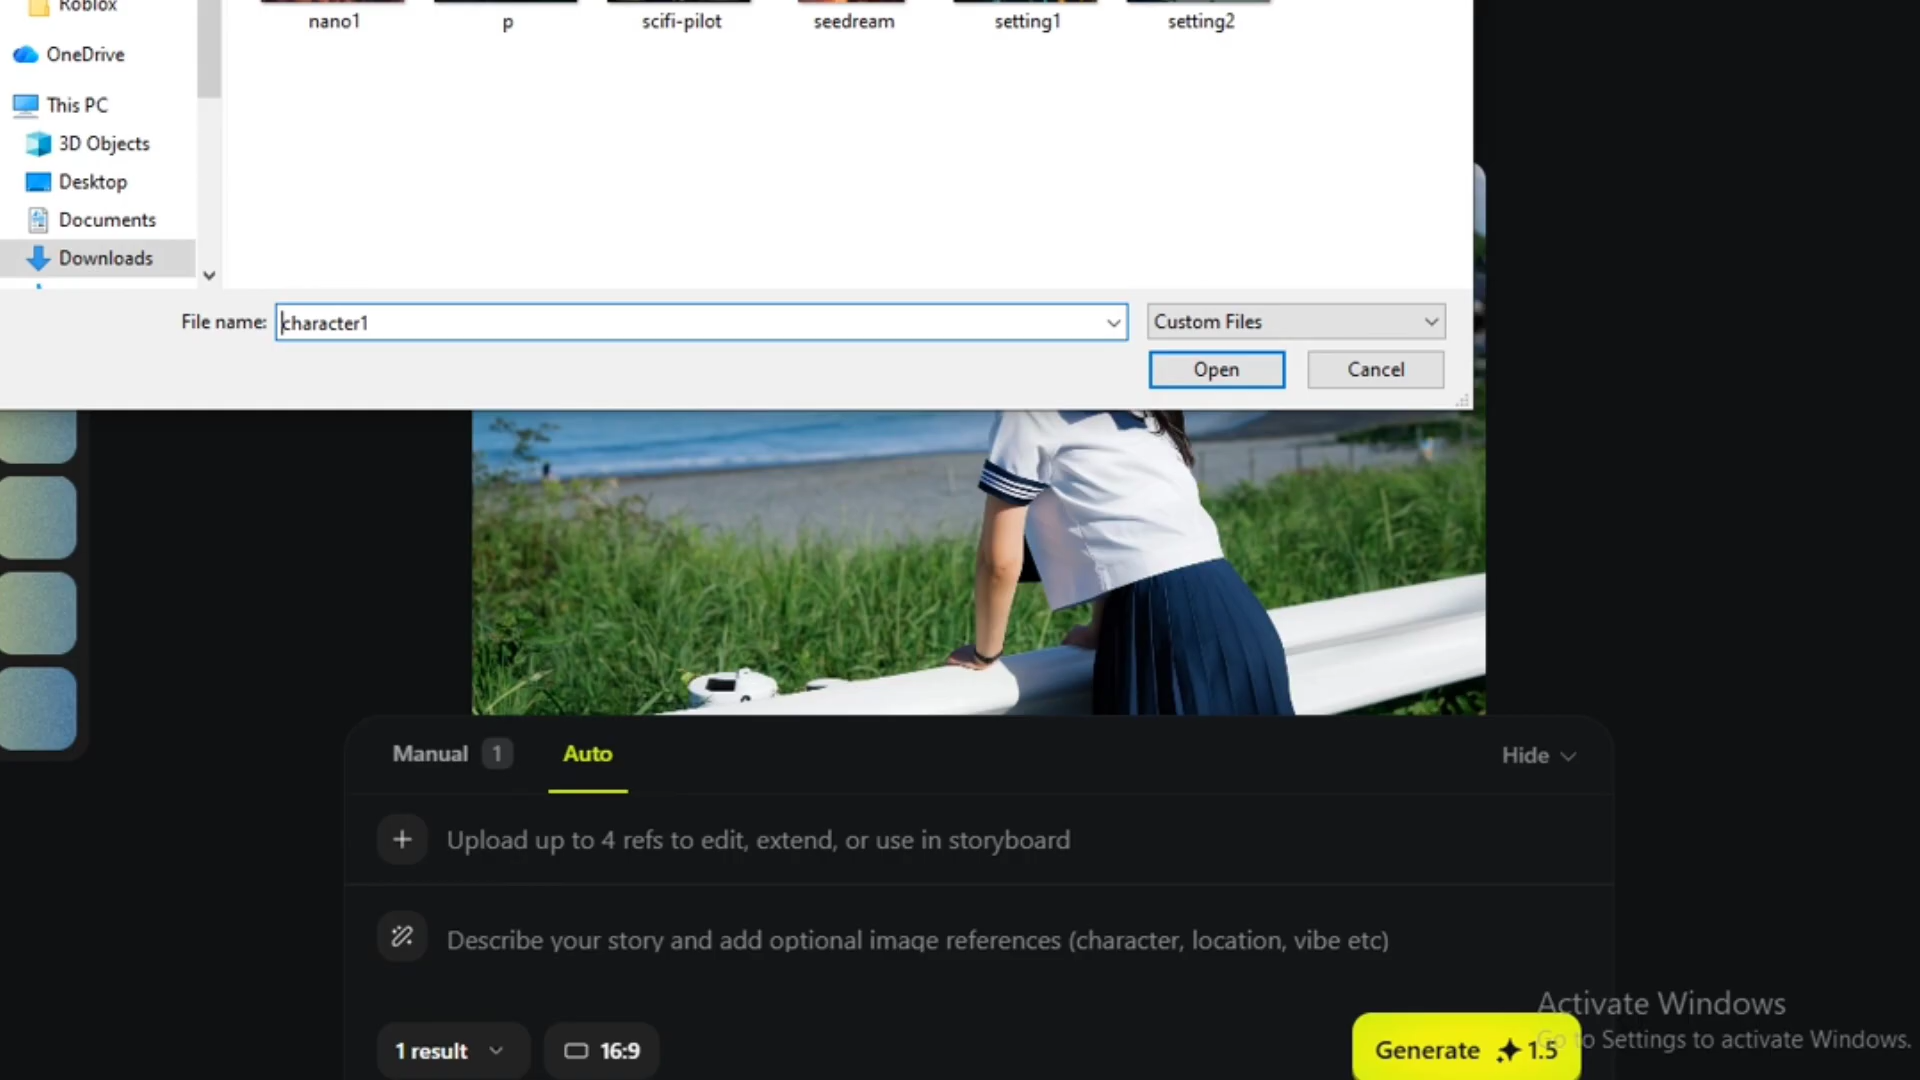 Roblox
nano1
p
scifi-pilot
seedream
setting1
setting2
OneDrive
This PC
3D Objects
Desktop
Documents
Downloads
File name:
character1
Custom Files
Open
Cancel
Manual 1
Auto
Hide
Upload up to 4 refs to edit, extend, or use in storyboard
Describe your story and add optional image references (character, location, vibe etc)
Activate Windows
Go to Settings to activate Windows.
1 result
16:9
Generate 1.5